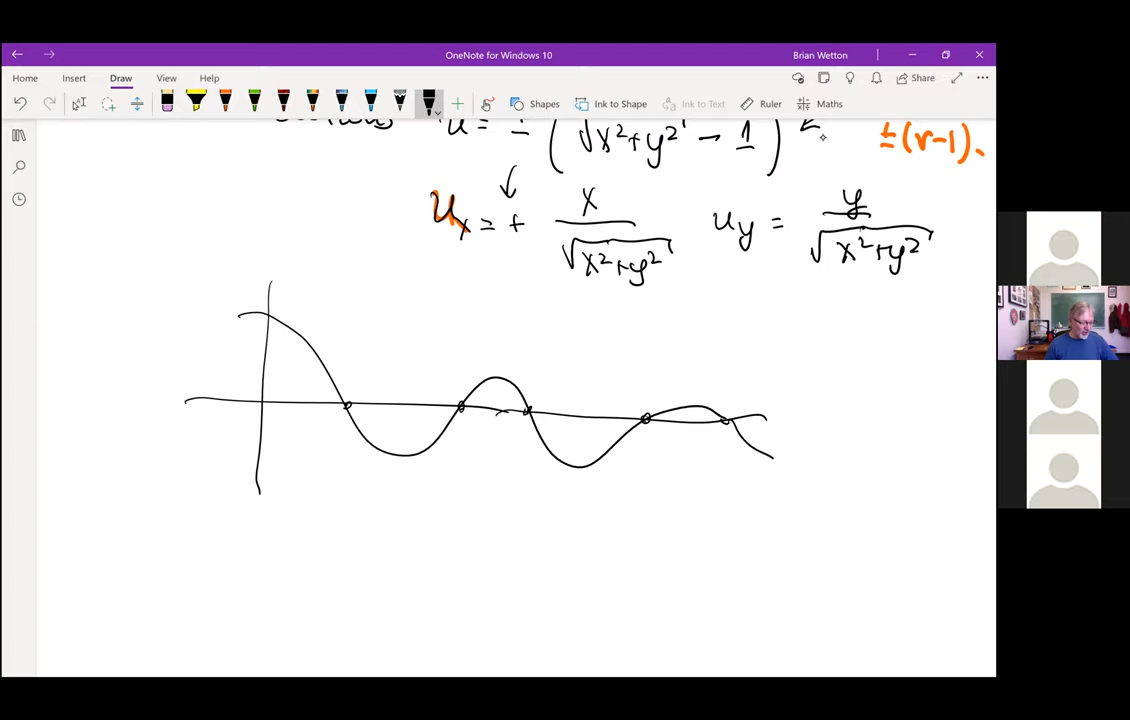 OneNote for Windows 10
Brian Wetton
Home Insert Draw View Help
Share
Shapes Ink to Shape Ink to Text Ruler Maths
u = ± (√x²+y² - 1) ±(r-1).
↓
ux = + x / √x²+y² uy = y / √x²+y²